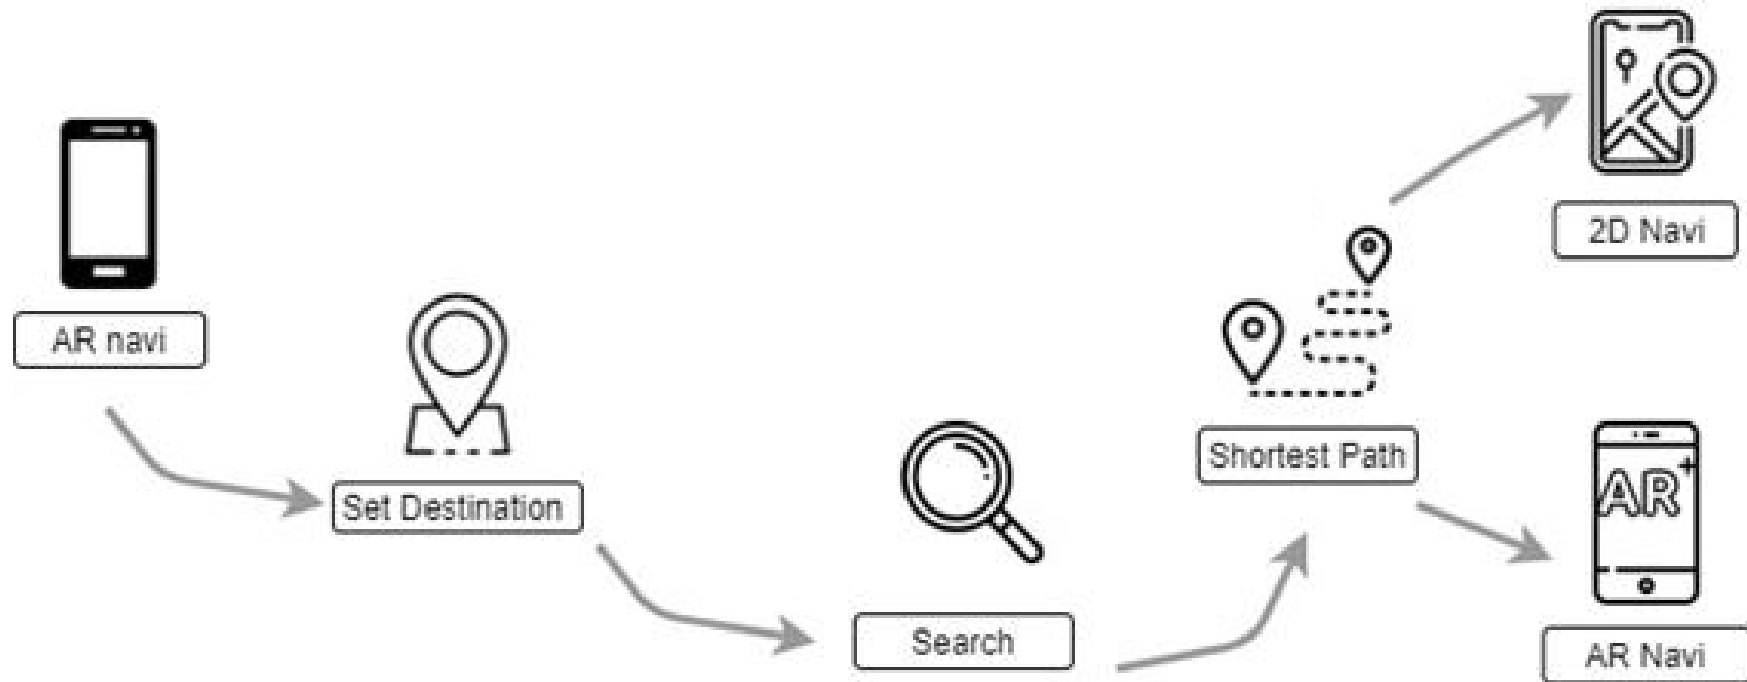 AR navi
Set Destination
Search
Shortest Path
2D Navi
AR
AR Navi